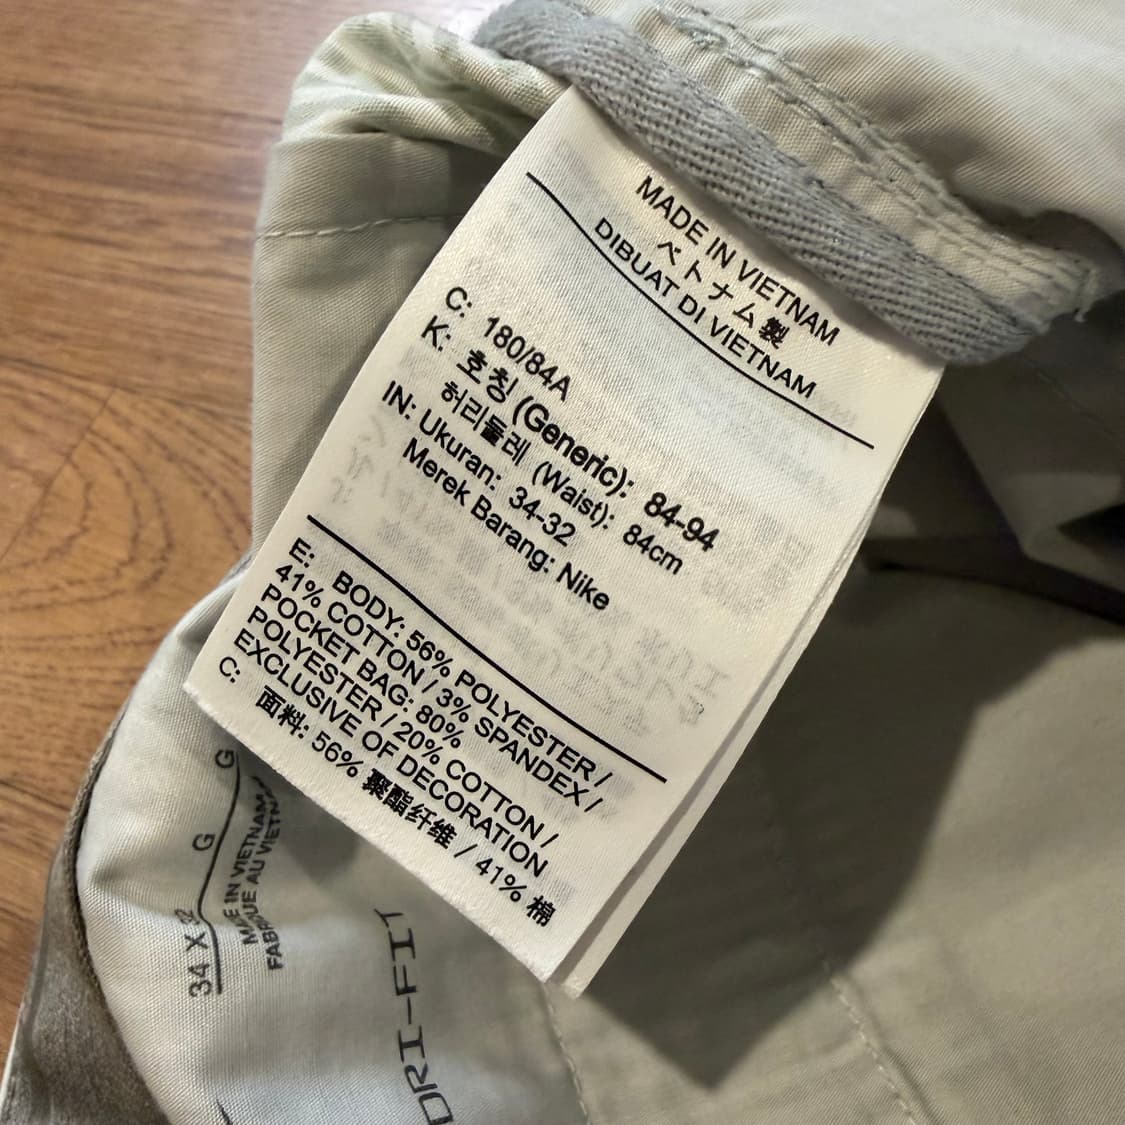 MADE IN VIETNAM
ベトナム製
DIBUAT DI VIETNAM
C: 180/84A
K: 호칭 (Generic): 84-94
허리둘레 (Waist): 84cm
IN: Ukuran: 34-32
Merek Barang: Nike
E: BODY: 56% POLYESTER /
41% COTTON / 3% SPANDEX /
POCKET BAG: 80%
POLYESTER / 20% COTTON /
EXCLUSIVE OF DECORATION
C: 面料: 56% 聚酯纤维 / 41% 棉
34 X 32
G G
MADE IN VIETNAM
FABRIQUÉ AU VIETNAM
DRI-FIT